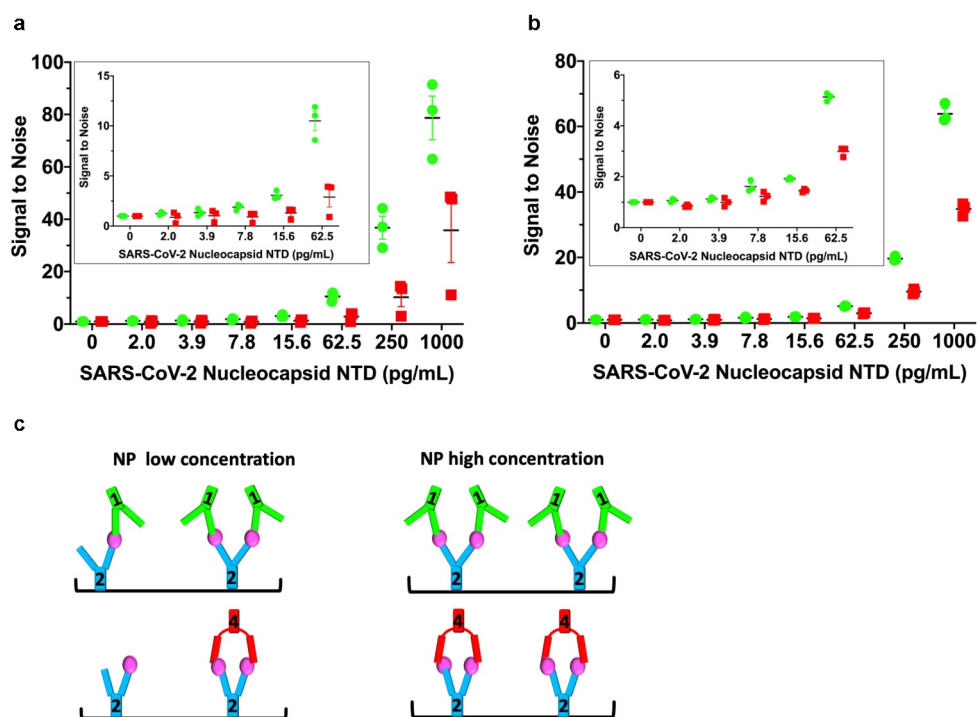 a
100
80
60
40
20
0
Signal to Noise
0 2.0 3.9 7.8 15.6 62.5 250 1000
SARS-CoV-2 Nucleocapsid NTD (pg/mL)
15
10
5
0
Signal to Noise
0 2.0 3.9 7.8 15.6 62.5
SARS-CoV-2 Nucleocapsid NTD (pg/mL)
b
80
60
40
20
0
Signal to Noise
0 2.0 3.9 7.8 15.6 62.5 250 1000
SARS-CoV-2 Nucleocapsid NTD (pg/mL)
6
4
2
0
Signal to Noise
0 2.0 3.9 7.8 15.6 62.5
SARS-CoV-2 Nucleocapsid NTD (pg/mL)
c
NP low concentration
NP high concentration
1 1 1
1 1 1 1
2 2
2 2
4
4 4
2 2
2 2